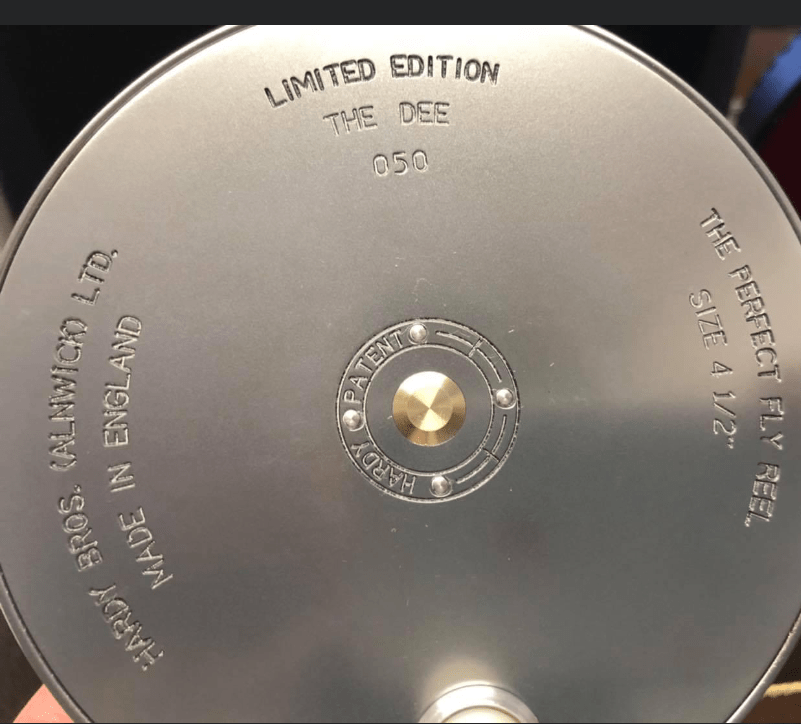 LIMITED EDITION
THE DEE
050
HARDY BROS. (ALNWICK) LTD.
MADE IN ENGLAND
THE PERFECT FLY REEL.
SIZE 4 1/2"
HARDY PATENT